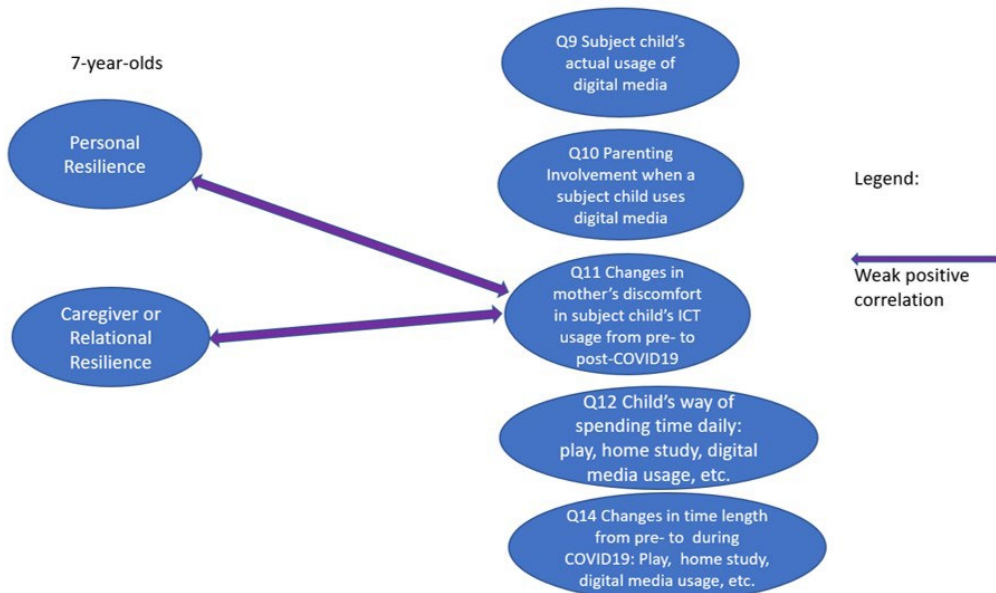 7-year-olds
Personal
Resilience
Caregiver or
Relational
Resilience
Q9 Subject child's
actual usage of
digital media
Q10 Parenting
Involvement when a
subject child uses
digital media
Q11 Changes in
mother's discomfort
in subject child's ICT
usage from pre- to
post-COVID19
Q12 Child's way of
spending time daily:
play, home study, digital
media usage, etc.
Q14 Changes in time length
from pre- to during
COVID19: Play, home study,
digital media usage, etc.
Legend:
Weak positive
correlation